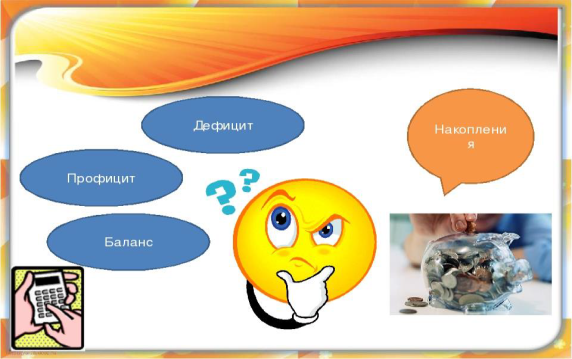 Дефицит
Накоплени
я
Профицит
Баланс